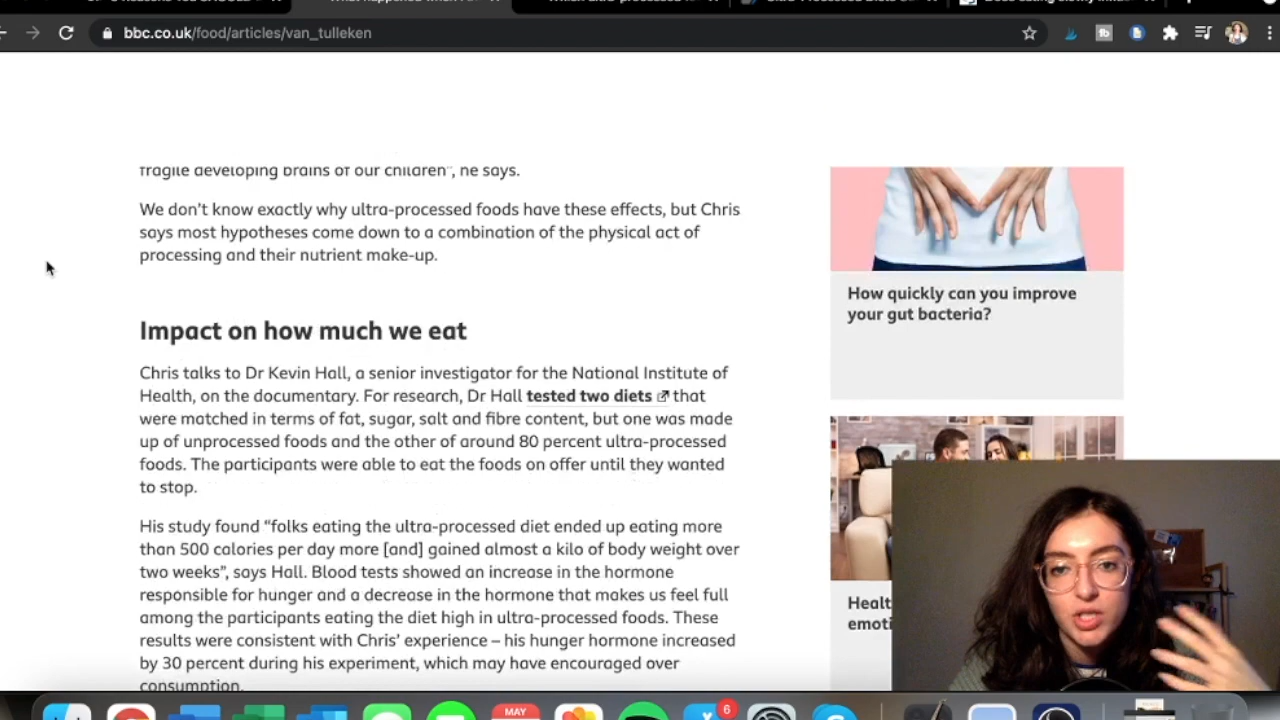 bbc.co.uk/food/articles/van_tulleken
fragile developing brains of our children", he says.
We don't know exactly why ultra-processed foods have these effects, but Chris
says most hypotheses come down to a combination of the physical act of
processing and their nutrient make-up.
Impact on how much we eat
Chris talks to Dr Kevin Hall, a senior investigator for the National Institute of
Health, on the documentary. For research, Dr Hall tested two diets that
were matched in terms of fat, sugar, salt and fibre content, but one was made
up of unprocessed foods and the other of around 80 percent ultra-processed
foods. The participants were able to eat the foods on offer until they wanted
to stop.
His study found “folks eating the ultra-processed diet ended up eating more
than 500 calories per day more [and] gained almost a kilo of body weight over
two weeks”, says Hall. Blood tests showed an increase in the hormone
responsible for hunger and a decrease in the hormone that makes us feel full
among the participants eating the diet high in ultra-processed foods. These
results were consistent with Chris’ experience – his hunger hormone increased
by 30 percent during his experiment, which may have encouraged over
consumption.
How quickly can you improve
your gut bacteria?
Healt
emoti
MAY
6